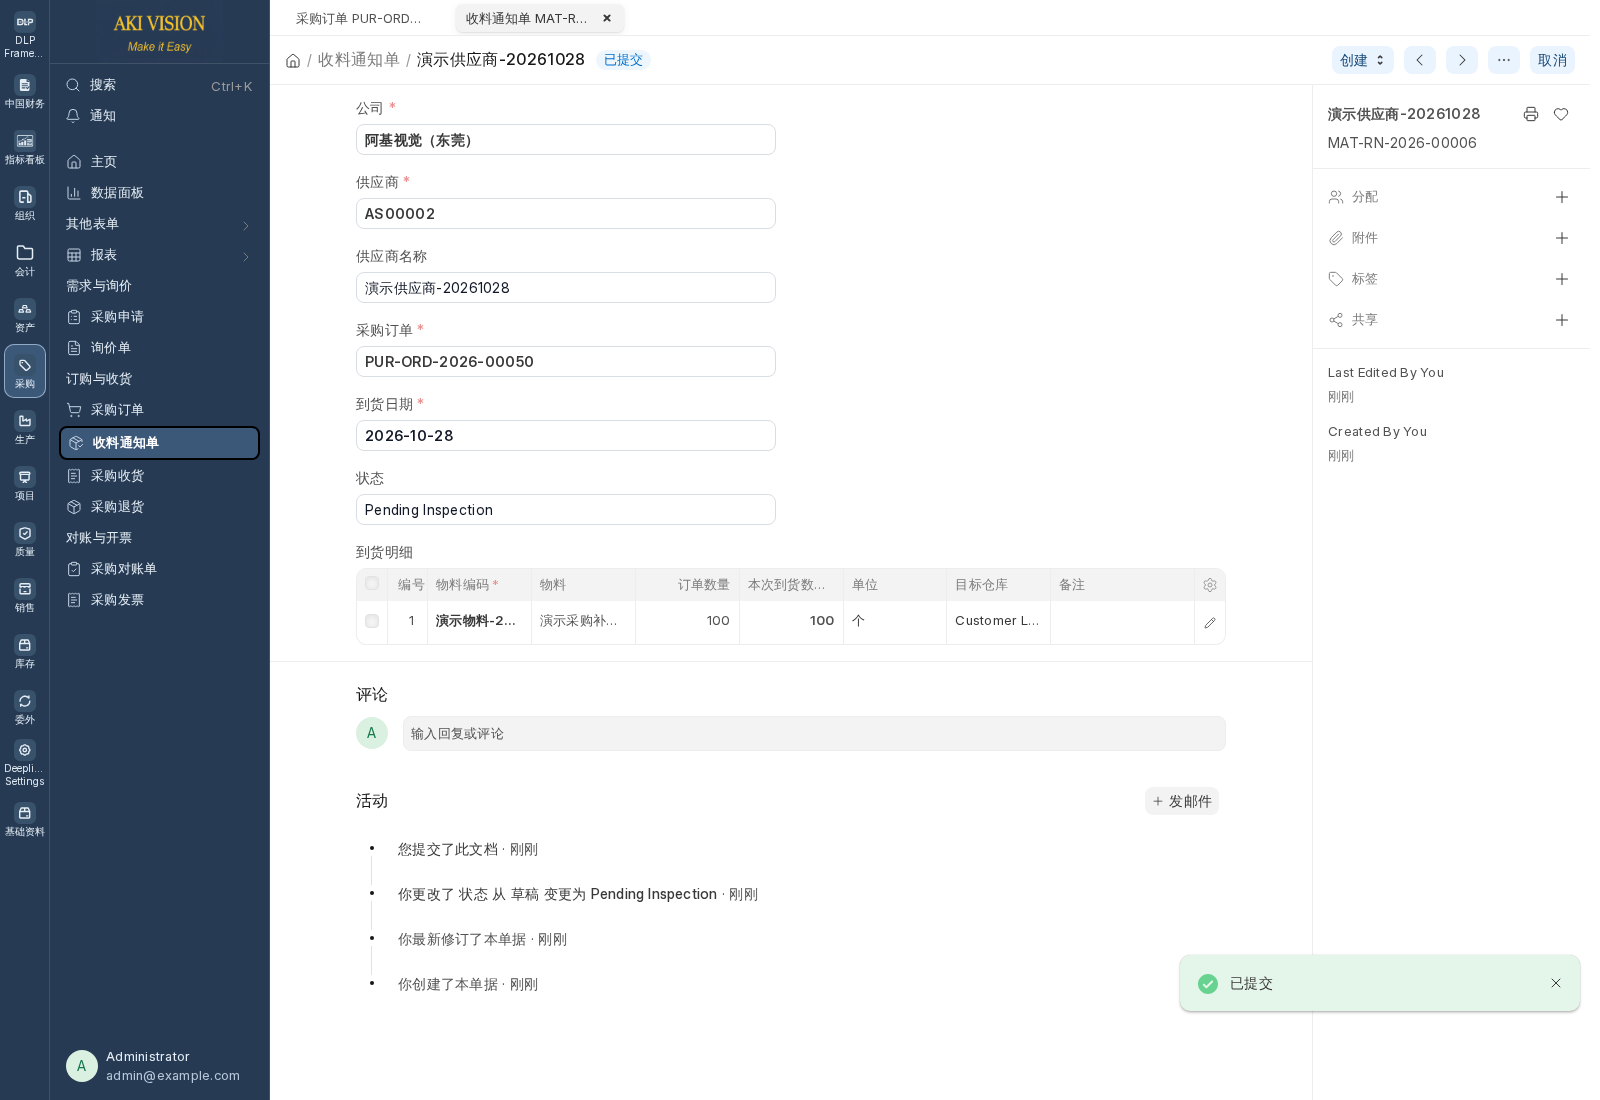 DLP
DLP
Frame...
中国财务
指标看板
组织
会计
资产
采购
生产
项目
质量
销售
库存
委外
Deepli...
Settings
基础资料
AKI VISION
Make it Easy
搜索 Ctrl+K
通知
主页
数据面板
其他表单
报表
需求与询价
采购申请
询价单
订购与收货
采购订单
收料通知单
采购收货
采购退货
对账与开票
采购对账单
采购发票
Administrator
A
admin@example.com
采购订单 PUR-ORD... 收料通知单 MAT-R... ×
/ 收料通知单 / 演示供应商-20261028 已提交 创建 ··· 取消
公司 *
阿基视觉（东莞）
供应商 *
AS00002
供应商名称
演示供应商-20261028
采购订单 *
PUR-ORD-2026-00050
到货日期 *
2026-10-28
状态
Pending Inspection
到货明细
编号 物料编码 * 物料 订单数量 本次到货数... 单位 目标仓库 备注
1 演示物料-2... 演示采购补... 100 100 个 Customer L...
评论
A 输入回复或评论
活动 + 发邮件
您提交了此文档 · 刚刚
你更改了 状态 从 草稿 变更为 Pending Inspection · 刚刚
你最新修订了本单据 · 刚刚
你创建了本单据 · 刚刚
演示供应商-20261028
MAT-RN-2026-00006
分配 +
附件 +
标签 +
共享 +
Last Edited By You
刚刚
Created By You
刚刚
已提交 ×